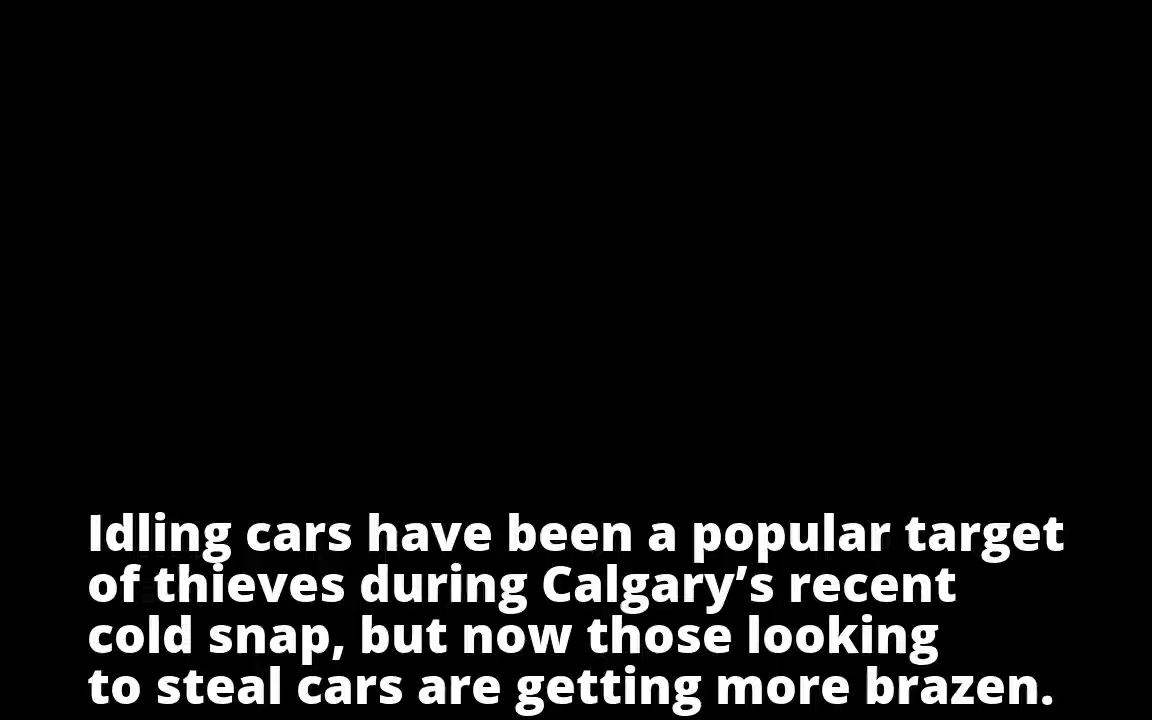 Idling cars have been a popular target
of thieves during Calgary’s recent
cold snap, but now those looking
to steal cars are getting more brazen.